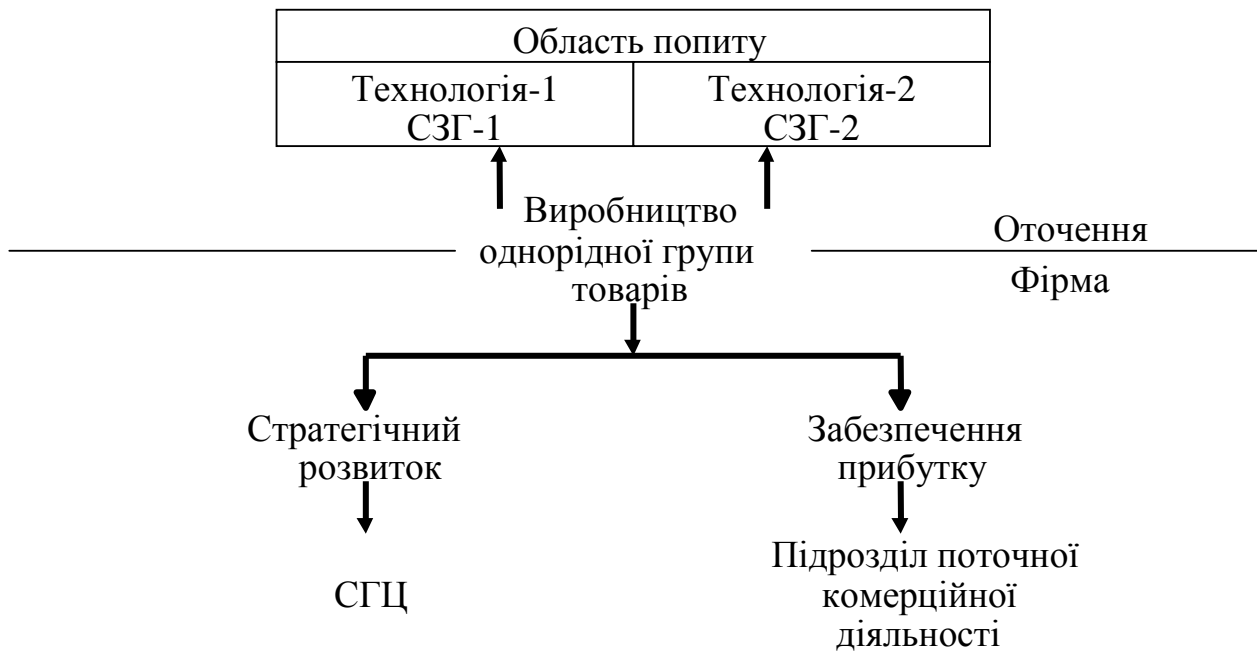 Область попиту
Технологія-1
СЗГ-1
Технологія-2
СЗГ-2
Виробництво
однорідної групи
товарів
Оточення
Фірма
Стратегічний
розвиток
Забезпечення
прибутку
СГЦ
Підрозділ поточної
комерційної
діяльності